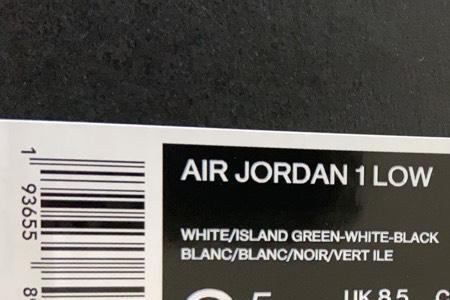 AIR JORDAN 1 LOW
WHITE/ISLAND GREEN-WHITE-BLACK
BLANC/BLANC/NOIR/VERT ILE
UK 8.5
1 93655